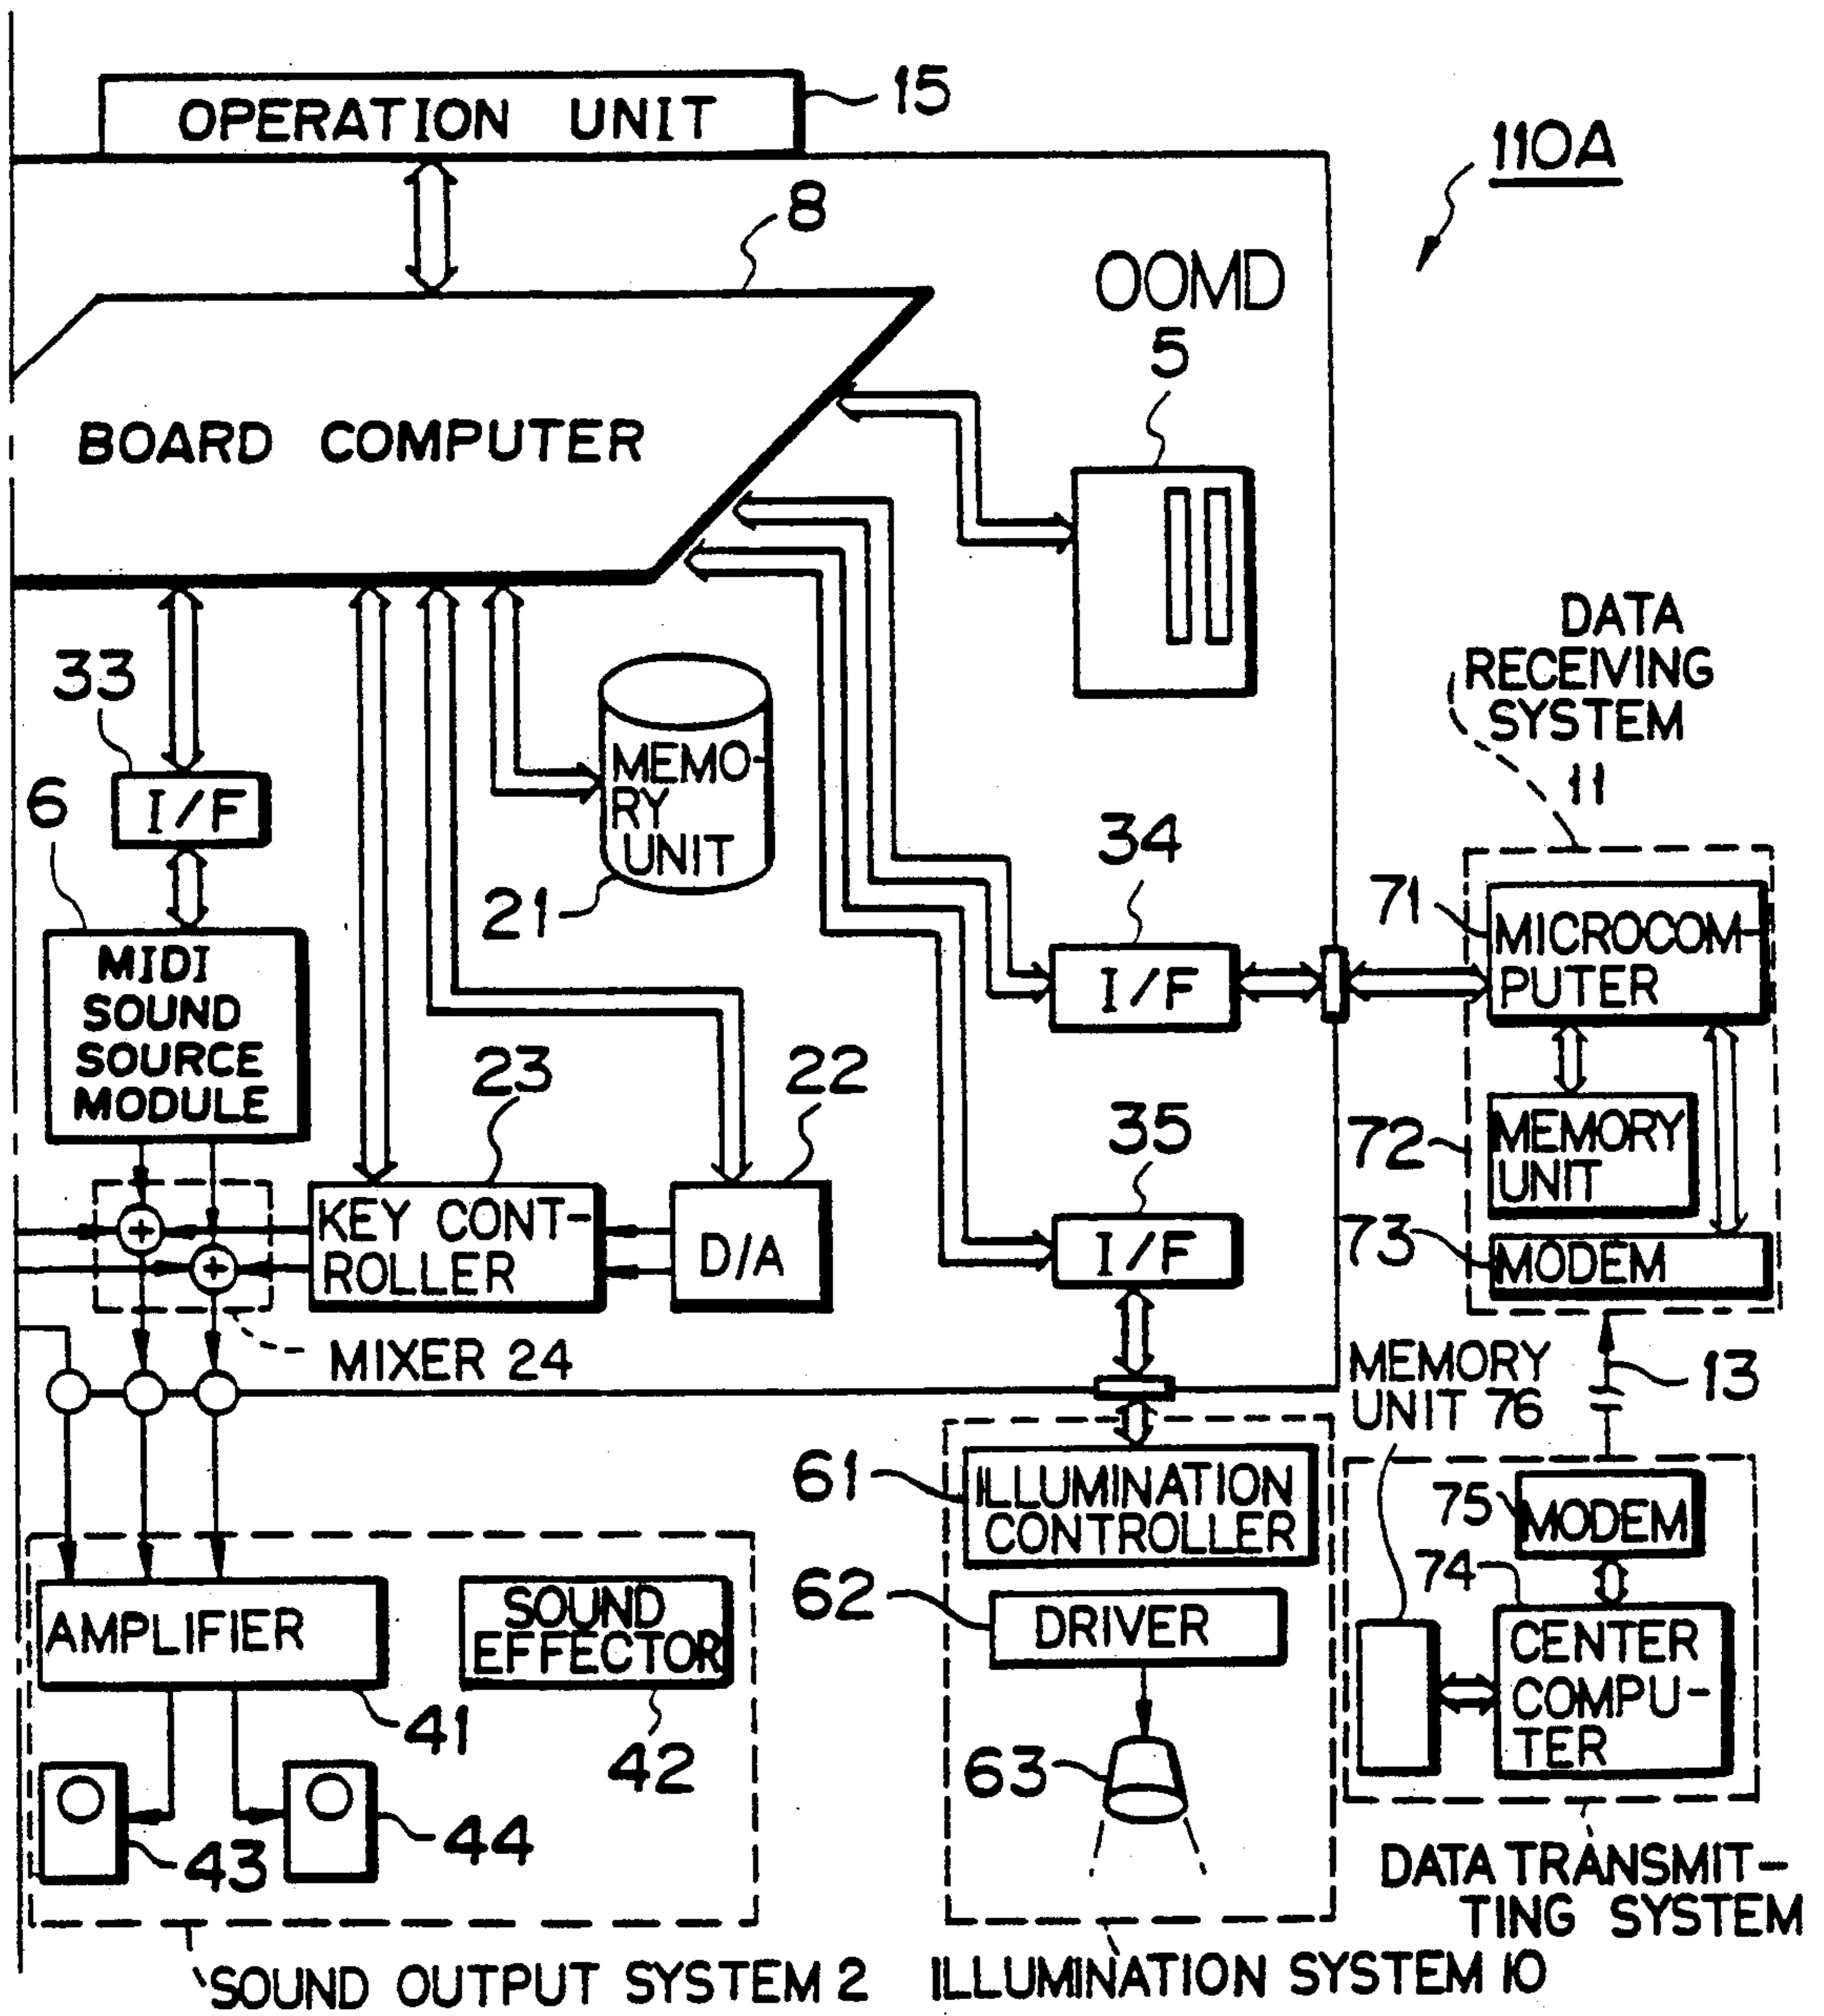 OPERATION UNIT
15
110A
8
OOMD
5
BOARD COMPUTER
DATA
RECEIVING
SYSTEM
11
33
I/F
6
MEMO-
RY
UNIT
21
34
I/F
71
MICROCOM-
PUTER
MIDI
SOUND
SOURCE
MODULE
23
22
35
72
MEMORY
UNIT
KEY CONT-
ROLLER
D/A
I/F
73
MODEM
MIXER 24
MEMORY
UNIT 76
13
61
ILLUMINATION
CONTROLLER
75
MODEM
74
AMPLIFIER
SOUND
EFFECTOR
62
DRIVER
CENTER
COMPU-
TER
41
42
63
43
44
DATA TRANSMIT-
TING SYSTEM
SOUND OUTPUT SYSTEM 2
ILLUMINATION SYSTEM 10